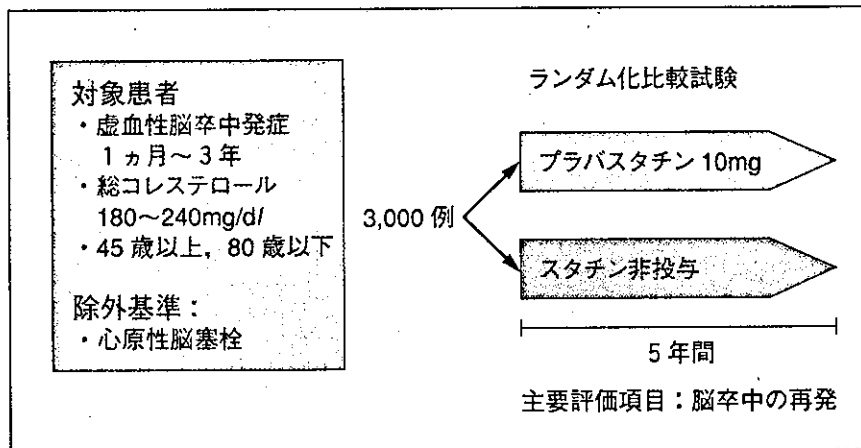 対象患者
・虚血性脳卒中発症
1ヵ月〜3年
・総コレステロール
180〜240mg/dl
・45歳以上，80歳以下
除外基準：
・心原性脳塞栓
3,000例
ランダム化比較試験
プラバスタチン10mg
スタチン非投与
5年間
主要評価項目：脳卒中の再発